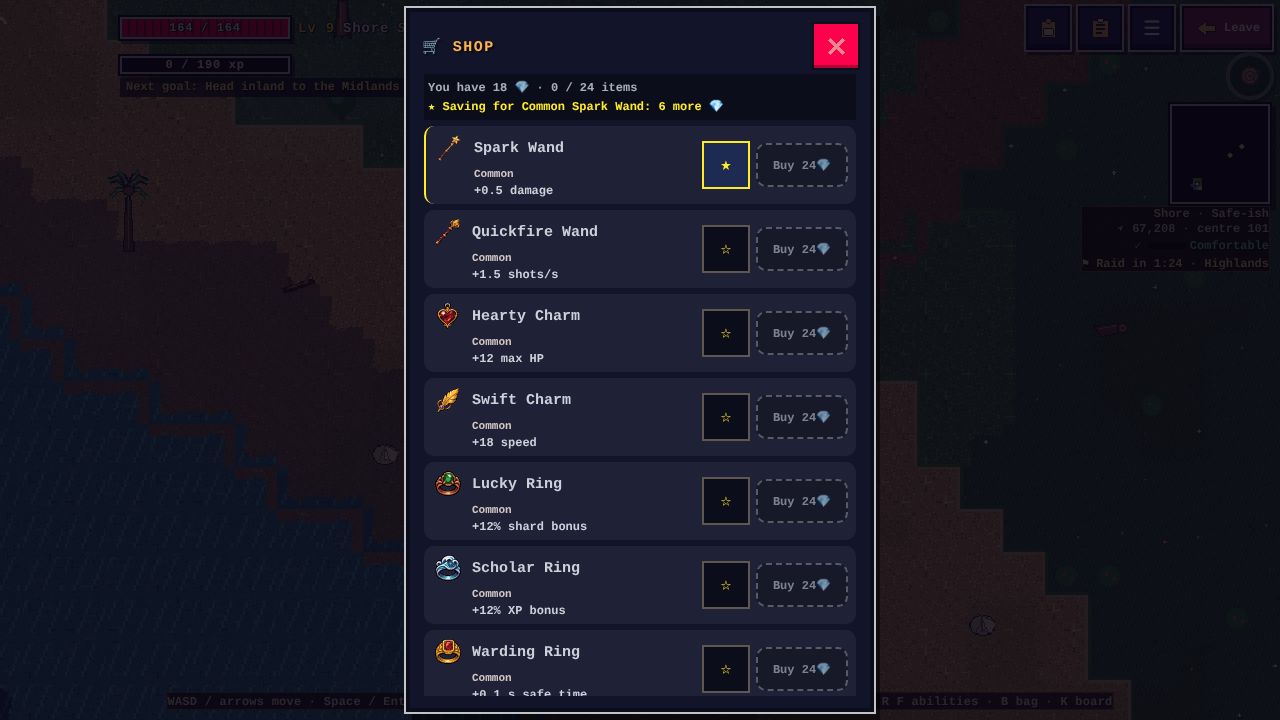 164 / 164
Lv 9 Shore S
0 / 190 xp
Next goal: Head inland to the Midlands
Leave
SHOP
You have 18 💎 · 0 / 24 items
★ Saving for Common Spark Wand: 6 more 💎
Spark Wand
Common
+0.5 damage
★
Buy 24💎
Quickfire Wand
Common
+1.5 shots/s
☆
Buy 24💎
Hearty Charm
Common
+12 max HP
☆
Buy 24💎
Swift Charm
Common
+18 speed
☆
Buy 24💎
Lucky Ring
Common
+12% shard bonus
☆
Buy 24💎
Scholar Ring
Common
+12% XP bonus
☆
Buy 24💎
Warding Ring
Common
+0.1 s safe time
☆
Buy 24💎
Shore · Safe-ish
67,208 · centre 101
✓ Comfortable
⚑ Raid in 1:24 · Highlands
WASD / arrows move · Space / Ent
R F abilities · B bag · K board